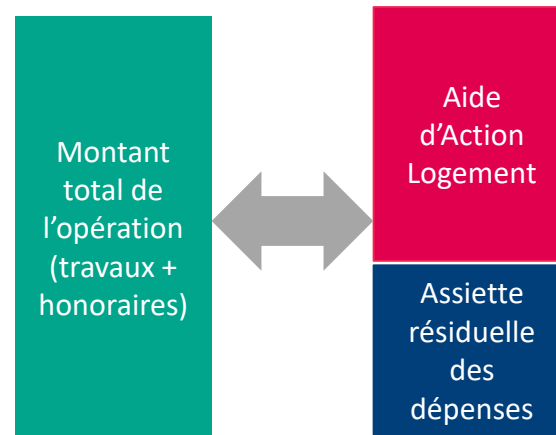 Montant
total de
l’opération
(travaux +
honoraires)
Aide
d’Action
Logement
Assiette
résiduelle
des
dépenses